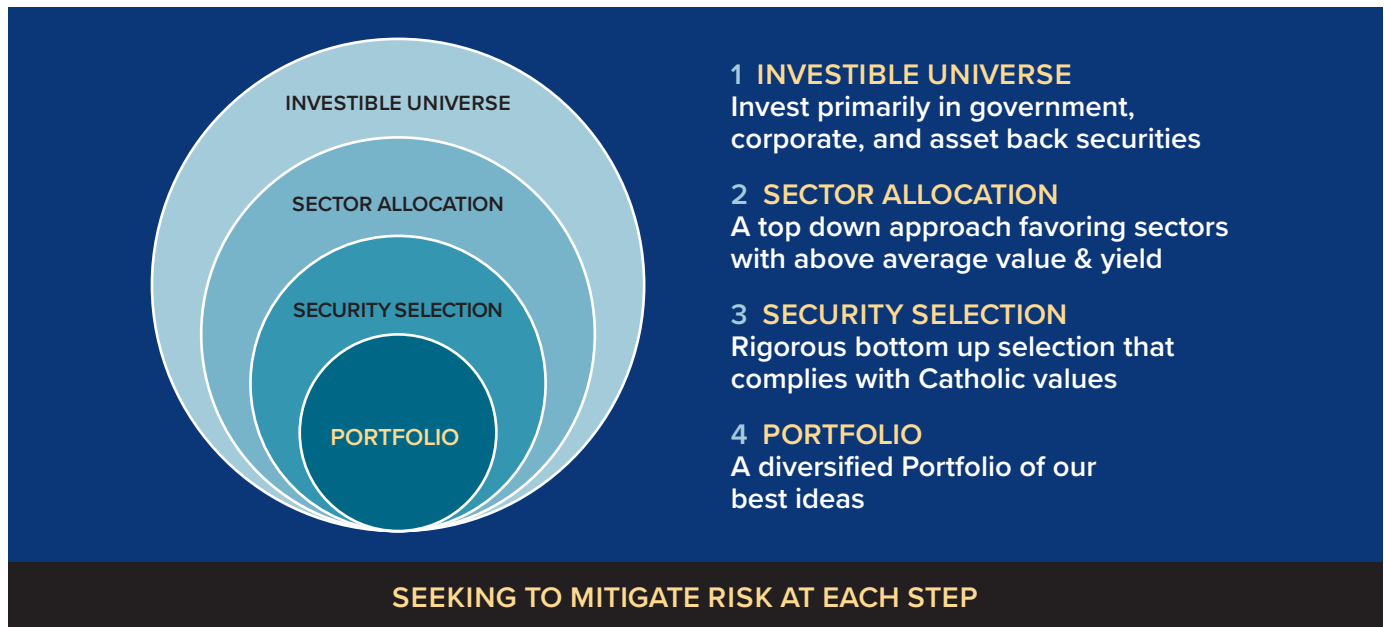 INVESTIBLE UNIVERSE
SECTOR ALLOCATION
SECURITY SELECTION
PORTFOLIO
1 INVESTIBLE UNIVERSE
Invest primarily in government,
corporate, and asset back securities
2 SECTOR ALLOCATION
A top down approach favoring sectors
with above average value & yield
3 SECURITY SELECTION
Rigorous bottom up selection that
complies with Catholic values
4 PORTFOLIO
A diversified Portfolio of our
best ideas
SEEKING TO MITIGATE RISK AT EACH STEP